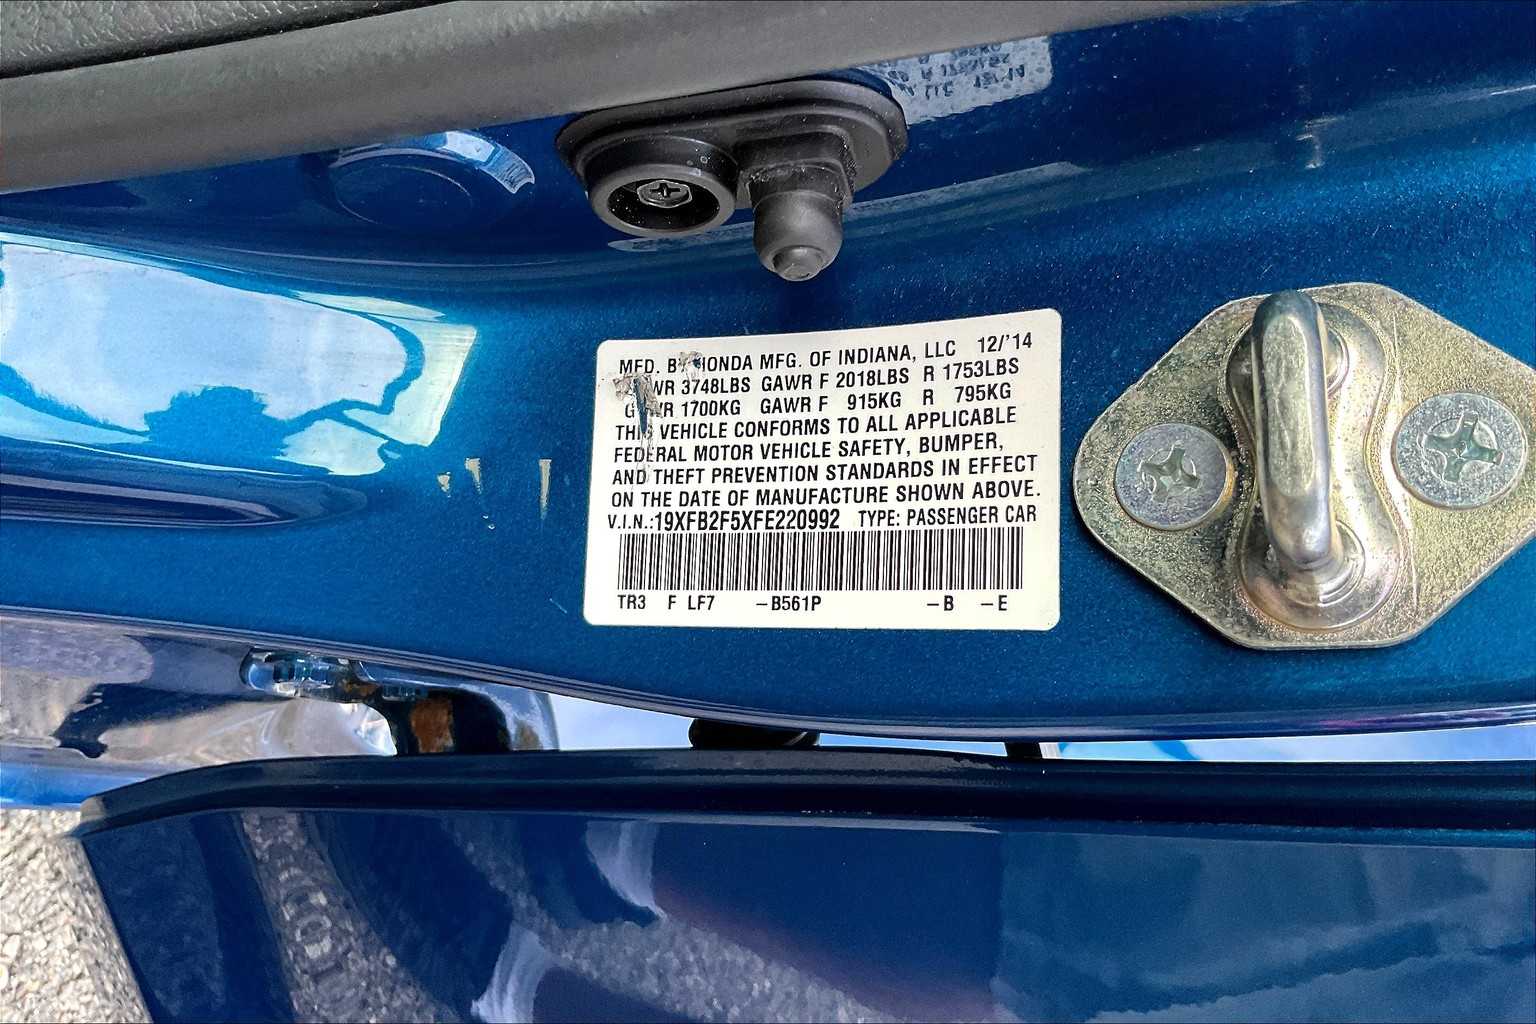 MFD. BY HONDA MFG. OF INDIANA, LLC 12/'14
GVWR 3748LBS GAWR F 2018LBS R 1753LBS
GVWR 1700KG GAWR F 915KG R 795KG
THIS VEHICLE CONFORMS TO ALL APPLICABLE
FEDERAL MOTOR VEHICLE SAFETY, BUMPER,
AND THEFT PREVENTION STANDARDS IN EFFECT
ON THE DATE OF MANUFACTURE SHOWN ABOVE.
V.I.N.:19XFB2F5XFE220992 TYPE: PASSENGER CAR
TR3 F LF7 –B561P –B –E